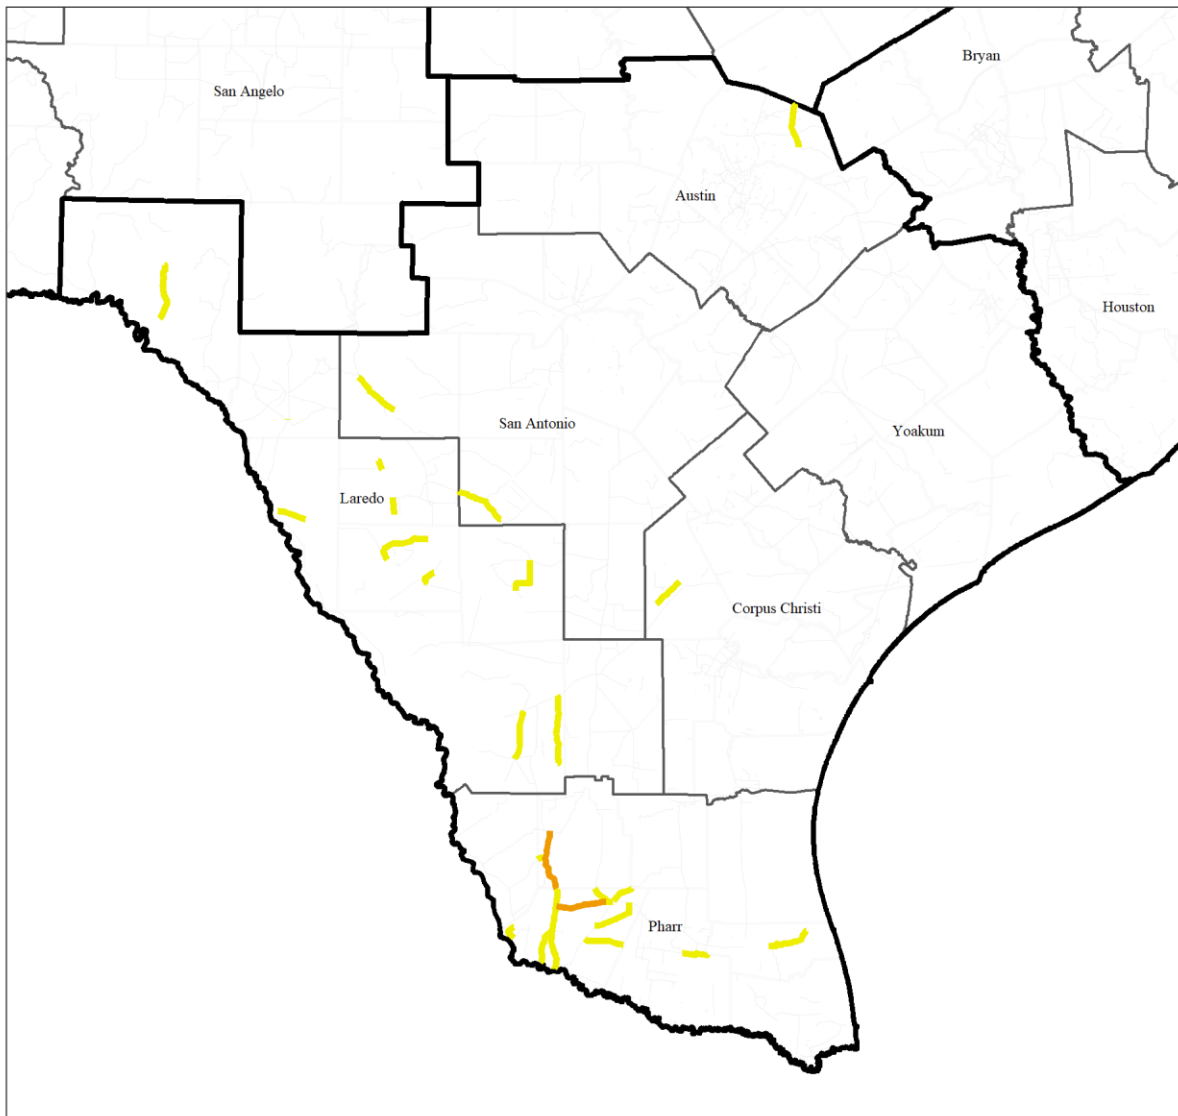 Bryan
San Angelo
Austin
Houston
San Antonio
Yoakum
Laredo
Corpus Christi
Pharr